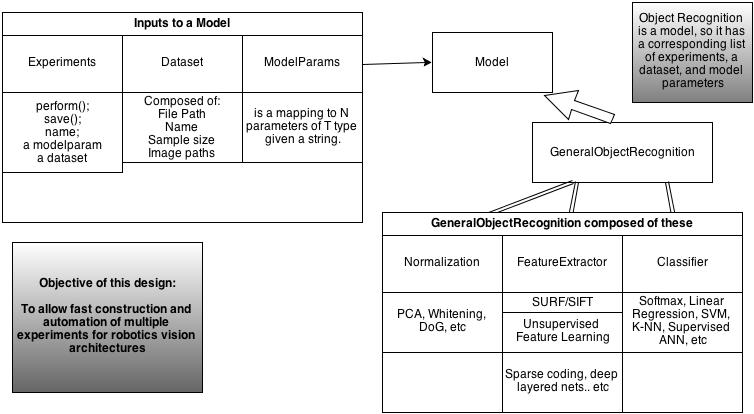 Inputs to a Model
Experiments
Dataset
ModelParams
perform();
save();
name;
a modelparam
a dataset
Composed of:
File Path
Name
Sample size
Image paths
is a mapping to N
parameters of T type
given a string.
Model
Object Recognition
is a model, so it has
a corresponding list
of experiments, a
dataset, and model
parameters
GeneralObjectRecognition
GeneralObjectRecognition composed of these
Normalization
FeatureExtractor
Classifier
PCA, Whitening,
DoG, etc
SURF/SIFT
Unsupervised
Feature Learning
Sparse coding, deep
layered nets.. etc
Softmax, Linear
Regression, SVM,
K-NN, Supervised
ANN, etc
Objective of this design:
To allow fast construction and
automation of multiple
experiments for robotics vision
architectures